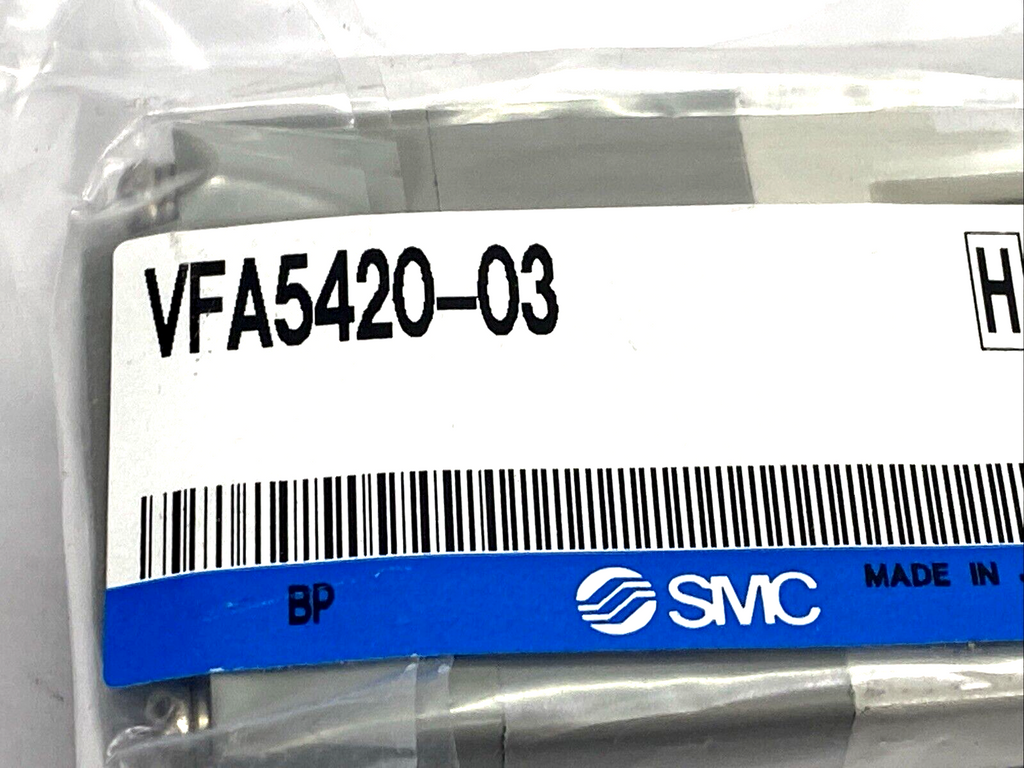 VFA5420-03
H
BP
SMC
MADE IN